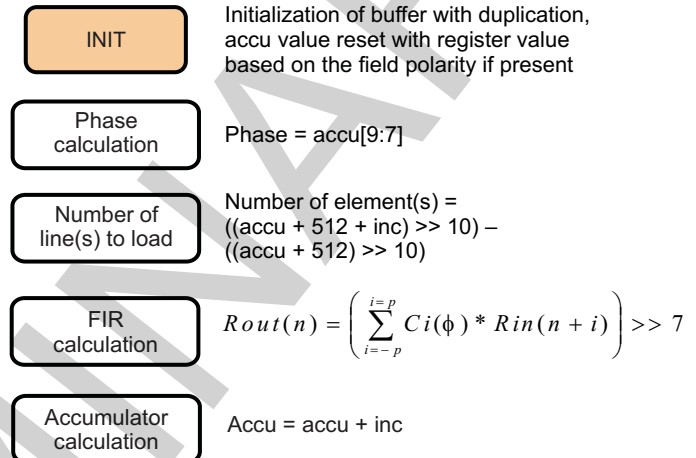 INIT
Initialization of buffer with duplication,
accu value reset with register value
based on the field polarity if present
Phase
calculation
Phase = accu[9:7]
Number of
line(s) to load
Number of element(s) =
((accu + 512 + inc) >> 10) –
((accu + 512) >> 10)
FIR
calculation
Rout(n) = ( ∑ i=–p i=p Ci(ϕ) * Rin(n + i) ) >> 7
Accumulator
calculation
Accu = accu + inc